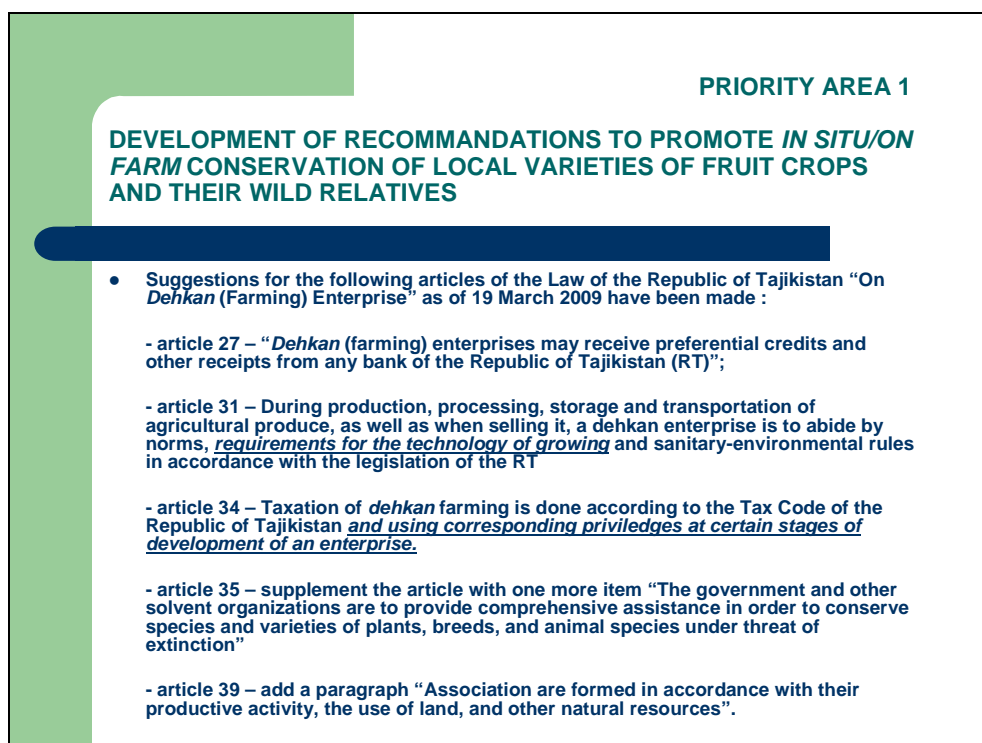 PRIORITY AREA 1
DEVELOPMENT OF RECOMMANDATIONS TO PROMOTE IN SITU/ON
FARM CONSERVATION OF LOCAL VARIETIES OF FRUIT CROPS
AND THEIR WILD RELATIVES
● Suggestions for the following articles of the Law of the Republic of Tajikistan “On
Dehkan (Farming) Enterprise” as of 19 March 2009 have been made :
- article 27 – “Dehkan (farming) enterprises may receive preferential credits and
other receipts from any bank of the Republic of Tajikistan (RT)”;
- article 31 – During production, processing, storage and transportation of
agricultural produce, as well as when selling it, a dehkan enterprise is to abide by
norms, requirements for the technology of growing and sanitary-environmental rules
in accordance with the legislation of the RT
- article 34 – Taxation of dehkan farming is done according to the Tax Code of the
Republic of Tajikistan and using corresponding priviledges at certain stages of
development of an enterprise.
- article 35 – supplement the article with one more item “The government and other
solvent organizations are to provide comprehensive assistance in order to conserve
species and varieties of plants, breeds, and animal species under threat of
extinction”
- article 39 – add a paragraph “Association are formed in accordance with their
productive activity, the use of land, and other natural resources”.